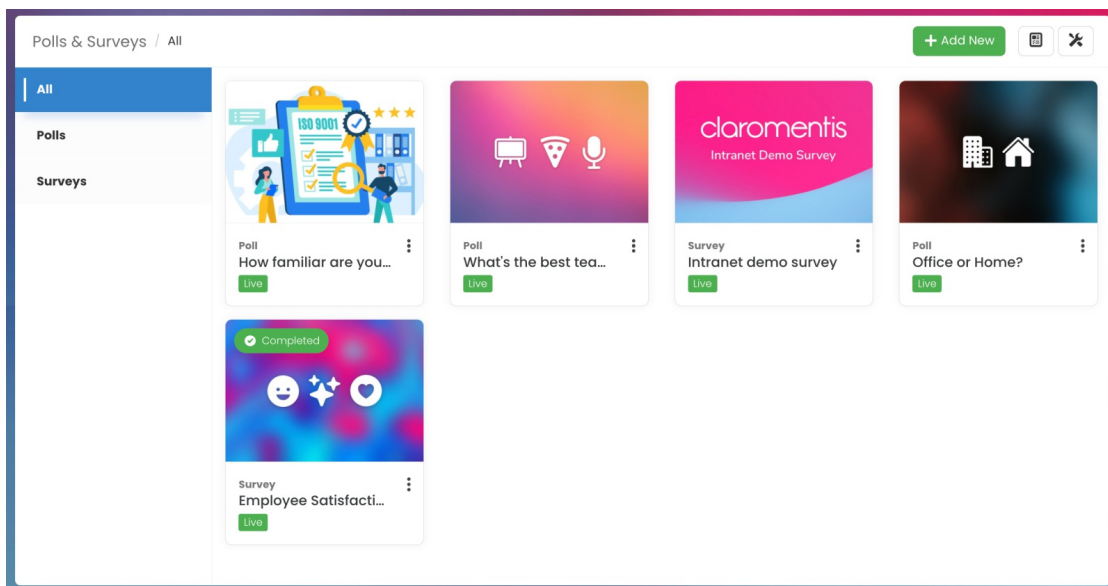 Polls & Surveys / All
+ Add New
All
Polls
Surveys
ISO 9001
claromentis
Intranet Demo Survey
Poll
How familiar are you...
Live
Poll
What's the best tea...
Live
Survey
Intranet demo survey
Live
Poll
Office or Home?
Live
Completed
Survey
Employee Satisfacti...
Live